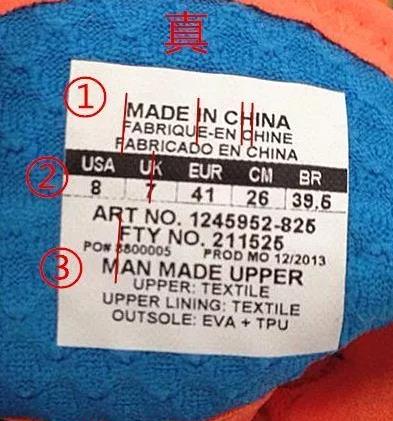 真
①
MADE IN CHINA
FABRIQUE-EN CHINE
FABRICADO EN CHINA
②
USA UK EUR CM BR
8 7 41 26 39.5
ART NO. 1245952-825
FTY NO. 211525
PO# 8800005 PROD MO 12/2013
③
MAN MADE UPPER
UPPER: TEXTILE
UPPER LINING: TEXTILE
OUTSOLE: EVA + TPU